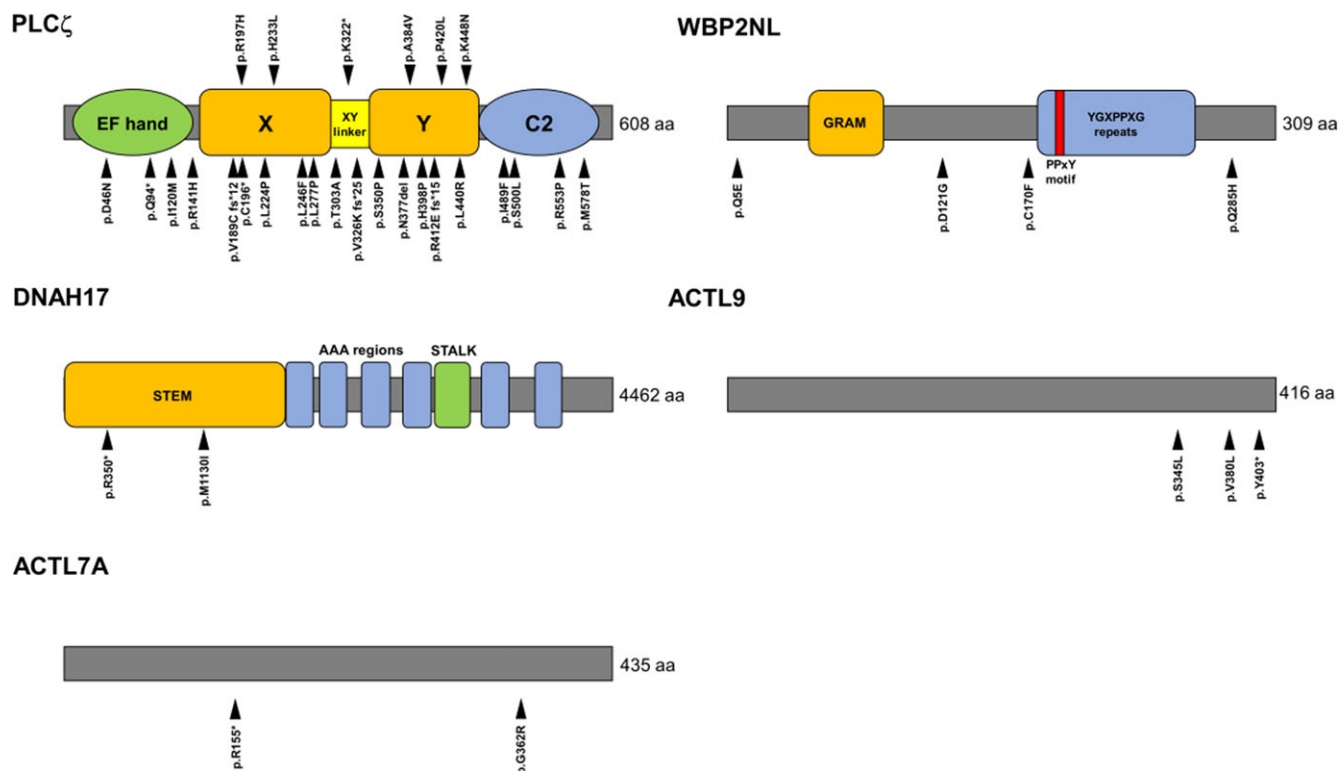 PLCζ
p.R197H
p.H233L
p.K322*
p.A384V
p.P420L
p.K448N
EF hand
X
XY
linker
Y
C2
608 aa
p.D46N
p.Q94*
p.I120M
p.R141H
p.V189C fs*12
p.C196*
p.L224P
p.L246F
p.L277P
p.T303A
p.V326K fs*25
p.S350P
p.N377del
p.H398P
p.R412E fs*15
p.L440R
p.I489F
p.S500L
p.R553P
p.M578T
WBP2NL
GRAM
YGXPPXG
repeats
PPxY
motif
309 aa
p.Q5E
p.D121G
p.C170F
p.Q285H
DNAH17
AAA regions
STALK
STEM
4462 aa
p.R350*
p.M1130I
ACTL9
416 aa
p.S345L
p.V380L
p.Y403*
ACTL7A
435 aa
p.R155*
p.G362R